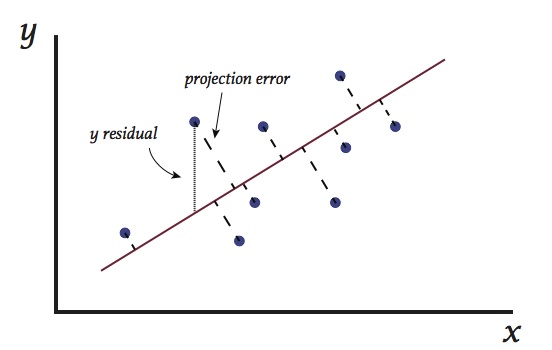 y
projection error
y residual
x